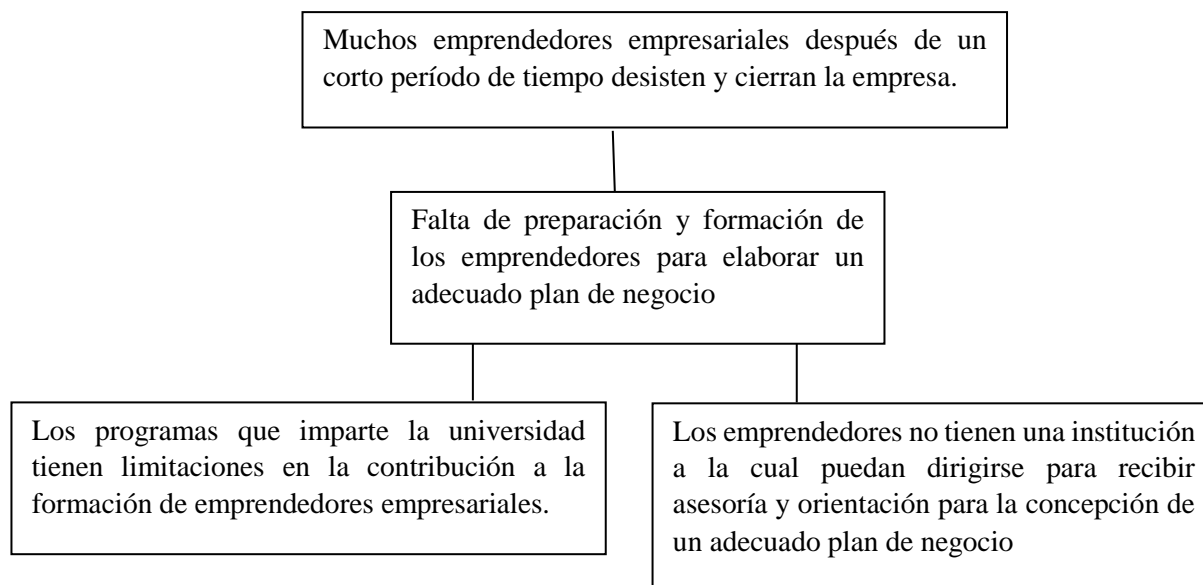 Muchos emprendedores empresariales después de un
corto período de tiempo desisten y cierran la empresa.
Falta de preparación y formación de
los emprendedores para elaborar un
adecuado plan de negocio
Los programas que imparte la universidad
tienen limitaciones en la contribución a la
formación de emprendedores empresariales.
Los emprendedores no tienen una institución
a la cual puedan dirigirse para recibir
asesoría y orientación para la concepción de
un adecuado plan de negocio